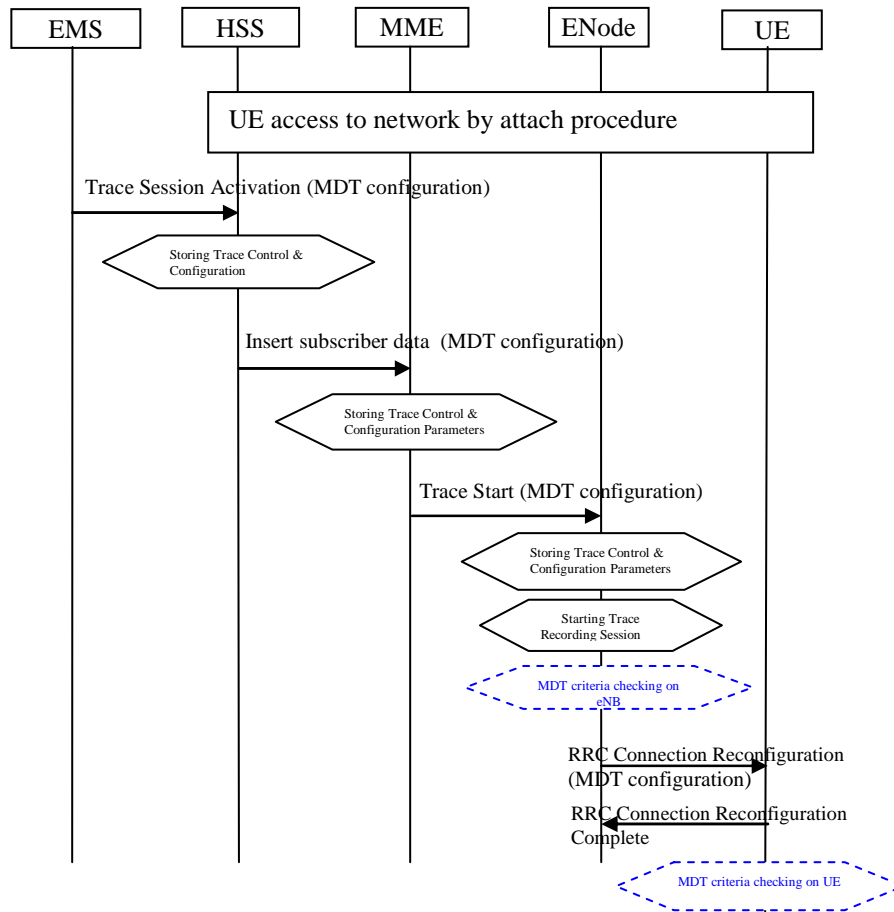 EMS HSS MME ENode UE
UE access to network by attach procedure
Trace Session Activation (MDT configuration)
Storing Trace Control &
Configuration
Insert subscriber data (MDT configuration)
Storing Trace Control &
Configuration Parameters
Trace Start (MDT configuration)
Storing Trace Control &
Configuration Parameters
Starting Trace
Recording Session
MDT criteria checking on
eNB
RRC Connection Reconfiguration
(MDT configuration)
RRC Connection Reconfiguration
Complete
MDT criteria checking on UE